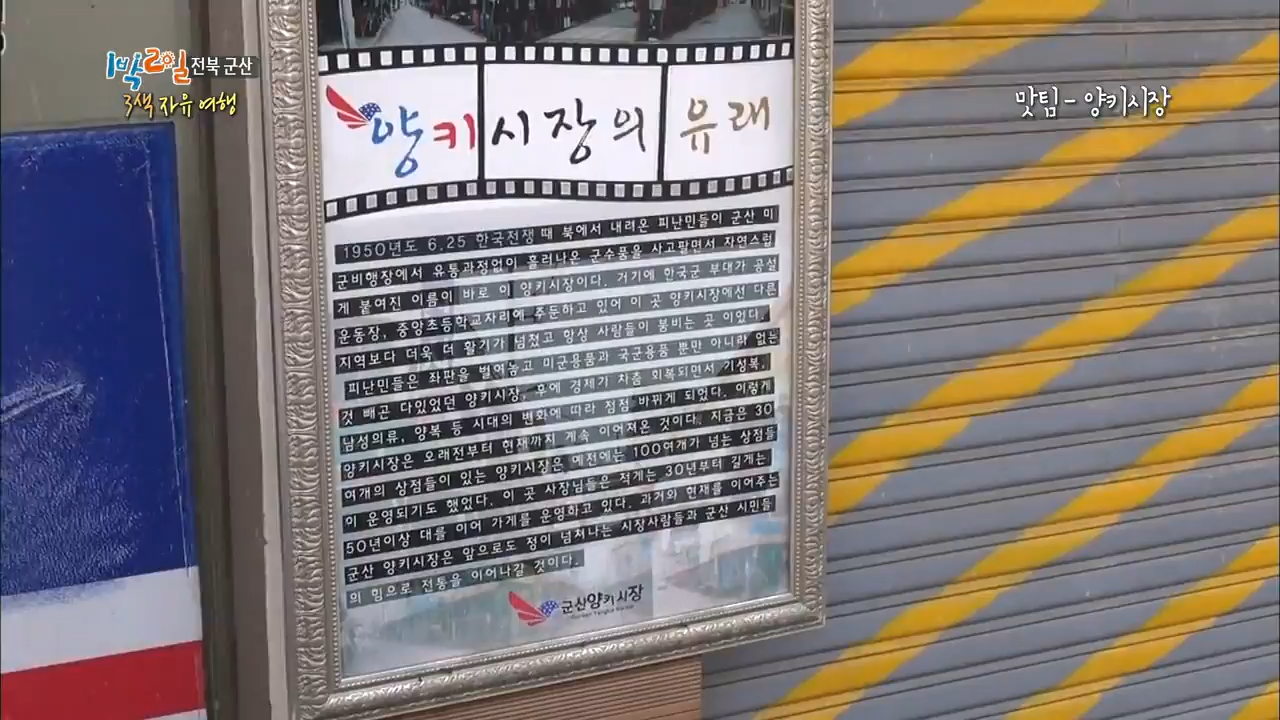 1박2일 전북 군산
3색 자유 여행
맛팀 - 양키시장
양키시장의 유래
1950년도 6.25 한국전쟁 때 북에서 내려온 피난민들이 군산 미
군비행장에서 유통과정없이 흘러나온 군수품을 사고팔면서 자연스럽
게 붙여진 이름이 바로 이 양키시장이다. 거기에 한국군 부대가 공설
운동장, 중앙초등학교자리에 주둔하고 있어 이 곳 양키시장에선 다른
지역보다 더욱 더 활기가 넘쳤고 항상 사람들이 붐비는 곳 이었다.
피난민들은 좌판을 벌여놓고 미군용품과 국군용품 뿐만 아니라 없는
것 빼곤 다있었던 양키시장, 후에 경제가 차츰 회복되면서 기성복,
남성의류, 양복 등 시대의 변화에 따라 점점 바뀌게 되었다. 이렇게
양키시장은 오래전부터 현재까지 계속 이어져온 것이다. 지금은 30
여개의 상점들이 있는 양키시장은 예전에는 100여개가 넘는 상점들
이 운영되기도 했었다. 이 곳 사장님들은 적게는 30년부터 길게는
50년이상 대를 이어 가게를 운영하고 있다. 과거와 현재를 이어주는
군산 양키시장은 앞으로도 정이 넘쳐나는 시장사람들과 군산 시민들
의 힘으로 전통을 이어나갈 것이다.
군산양키시장